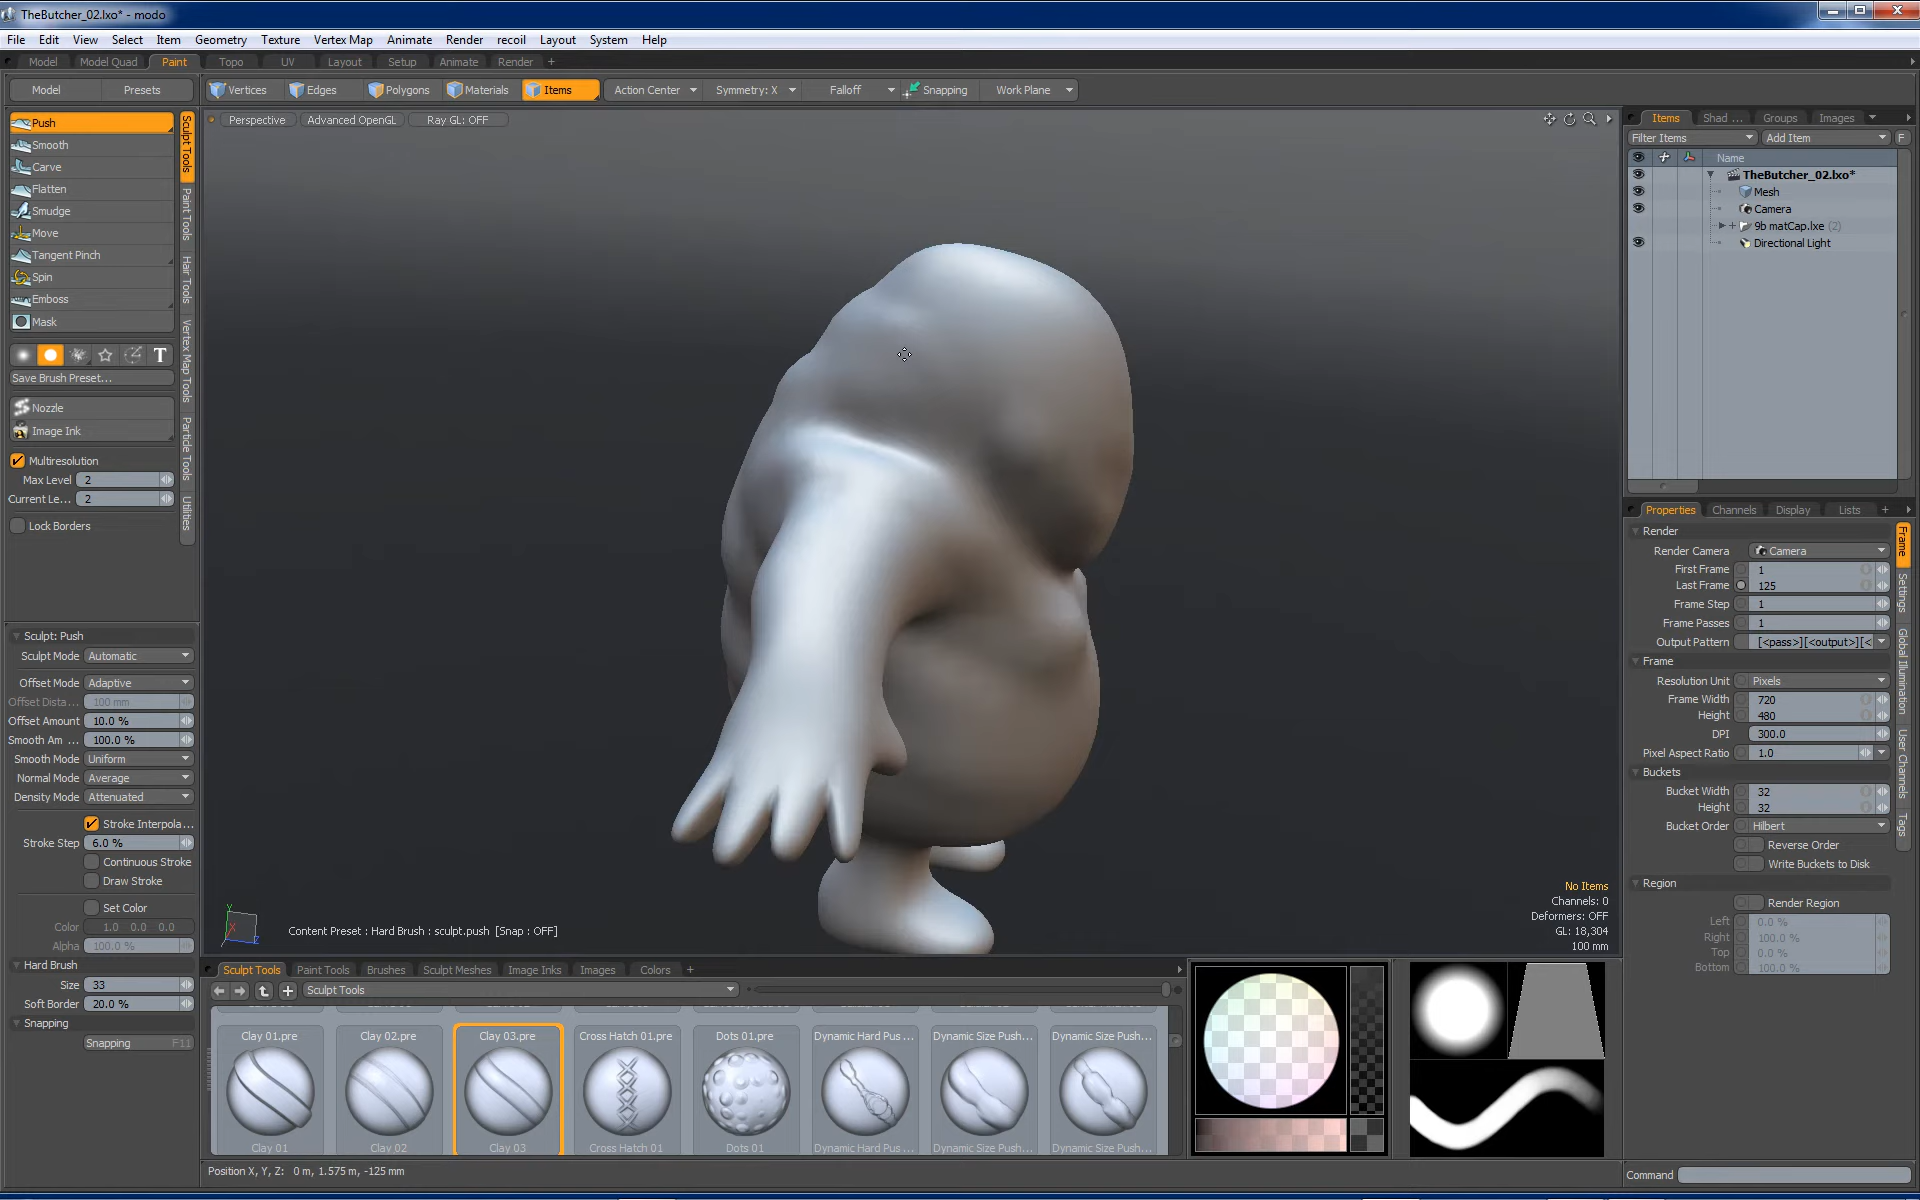 TheButcher_02.lxo* - modo
File Edit View Select Item Geometry Texture Vertex Map Animate Render recoil Layout System Help
Model Model Quad Paint Topo UV Layout Setup Animate Render +
Model Presets
Vertices Edges Polygons Materials Items Action Center Symmetry: X Falloff Snapping Work Plane
Push
Smooth
Carve
Flatten
Smudge
Move
Tangent Pinch
Spin
Emboss
Mask
T
Save Brush Preset...
Nozzle
Image Ink
Multiresolution
Max Level 2
Current Le... 2
Lock Borders
Sculpt Tools
Paint Tools
Hair Tools
Vertex Map Tools
Particle Tools
Utilities
Sculpt: Push
Sculpt Mode Automatic
Offset Mode Adaptive
Offset Dista... 100 mm
Offset Amount 10.0 %
Smooth Am ... 100.0 %
Smooth Mode Uniform
Normal Mode Average
Density Mode Attenuated
Stroke Interpola...
Stroke Step 6.0 %
Continuous Stroke
Draw Stroke
Set Color
Color 1.0 0.0 0.0
Alpha 100.0 %
Hard Brush
Size 33
Soft Border 20.0 %
Snapping
Snapping F11
Perspective Advanced OpenGL Ray GL: OFF
Y
X
Z
Content Preset : Hard Brush : sculpt.push [Snap : OFF]
No Items
Channels: 0
Deformers: OFF
GL: 18,304
100 mm
Sculpt Tools Paint Tools Brushes Sculpt Meshes Image Inks Images Colors +
Sculpt Tools
Clay 01.pre Clay 02.pre Clay 03.pre Cross Hatch 01.pre Dots 01.pre Dynamic Hard Pus ... Dynamic Size Push... Dynamic Size Push...
Clay 01 Clay 02 Clay 03 Cross Hatch 01 Dots 01 Dynamic Hard Pus ... Dynamic Size Push... Dynamic Size Push...
Position X, Y, Z: 0 m, 1.575 m, -125 mm
Items Shad ... Groups Images
Filter Items Add Item F
Name
TheButcher_02.lxo*
Mesh
Camera
9b matCap.lxe (2)
Directional Light
Properties Channels Display Lists +
Render
Render Camera Camera
First Frame 1
Last Frame 125
Frame Step 1
Frame Passes 1
Output Pattern [<pass>][<output>][<
Frame
Resolution Unit Pixels
Frame Width 720
Height 480
DPI 300.0
Pixel Aspect Ratio 1.0
Buckets
Bucket Width 32
Height 32
Bucket Order Hilbert
Reverse Order
Write Buckets to Disk
Region
Render Region
Left 0.0 %
Right 100.0 %
Top 0.0 %
Bottom 100.0 %
Frame
Settings
Global Illumination
User Channels
Tags
Command